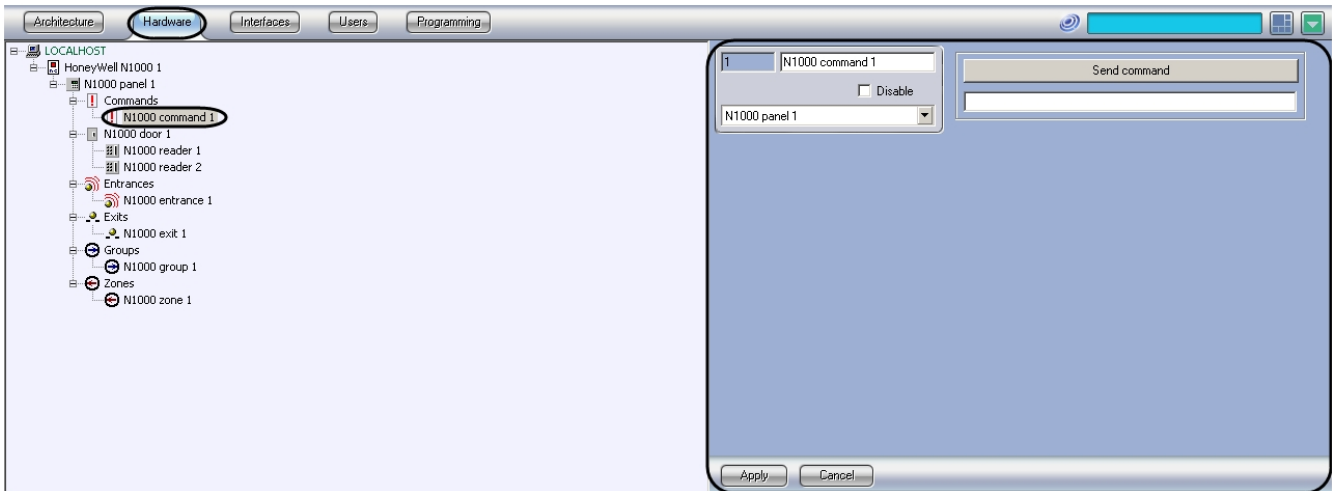 Architecture Hardware Interfaces Users Programming
LOCALHOST
HoneyWell N1000 1
N1000 panel 1
Commands
N1000 command 1
N1000 door 1
N1000 reader 1
N1000 reader 2
Entrances
N1000 entrance 1
Exits
N1000 exit 1
Groups
N1000 group 1
Zones
N1000 zone 1
1 N1000 command 1
Disable
N1000 panel 1
Send command
Apply Cancel